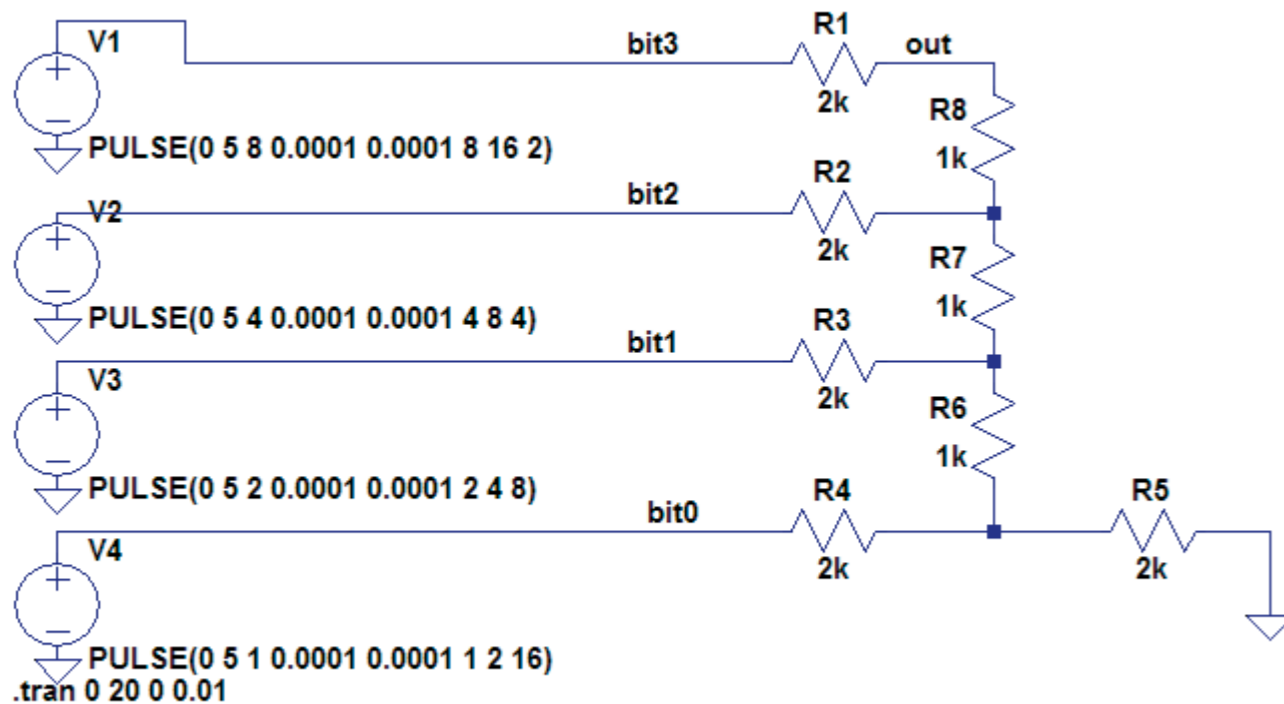 V1
bit3
R1
2k
out
R8
1k
PULSE(0 5 8 0.0001 0.0001 8 16 2)
V2
bit2
R2
2k
R7
1k
PULSE(0 5 4 0.0001 0.0001 4 8 4)
V3
bit1
R3
2k
R6
1k
PULSE(0 5 2 0.0001 0.0001 2 4 8)
V4
bit0
R4
2k
R5
2k
PULSE(0 5 1 0.0001 0.0001 1 2 16)
.tran 0 20 0 0.01